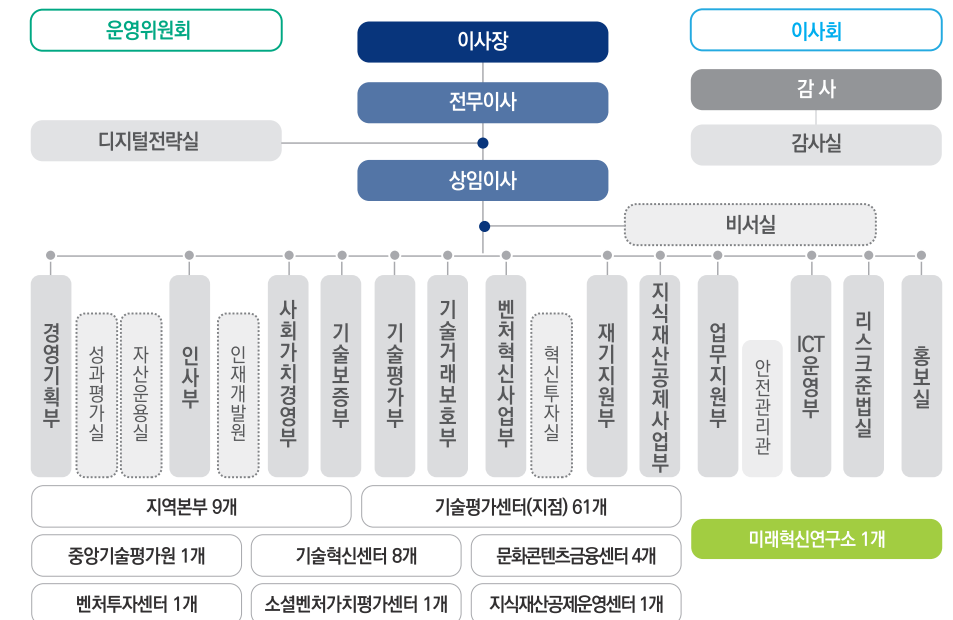 운영위원회
이사장
이사회
전무이사
감 사
디지털전략실
감사실
상임이사
비서실
경영기획부
성과평가실
자산운용실
인사부
인재개발원
사회가치경영부
기술보증부
기술평가부
기술거래보호부
벤처혁신사업부
혁신투자실
재기지원부
지식재산공제사업부
업무지원부
안전관리관
ICT
운영부
리스크준법실
홍보실
지역본부 9개
기술평가센터(지점) 61개
중앙기술평가원 1개
기술혁신센터 8개
문화콘텐츠금융센터 4개
미래혁신연구소 1개
벤처투자센터 1개
소셜벤처가치평가센터 1개
지식재산공제운영센터 1개